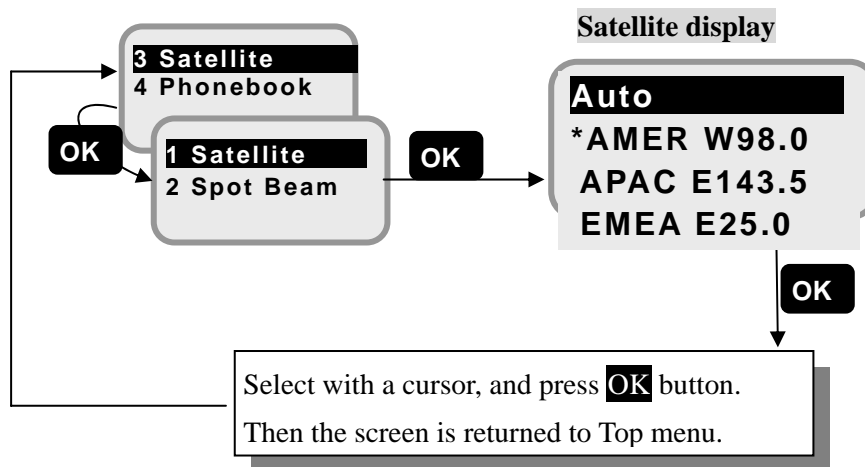 Satellite display
3 Satellite
4 Phonebook
OK
1 Satellite
2 Spot Beam
OK
Auto
*AMER W98.0
APAC E143.5
EMEA E25.0
OK
Select with a cursor, and press OK button.
Then the screen is returned to Top menu.